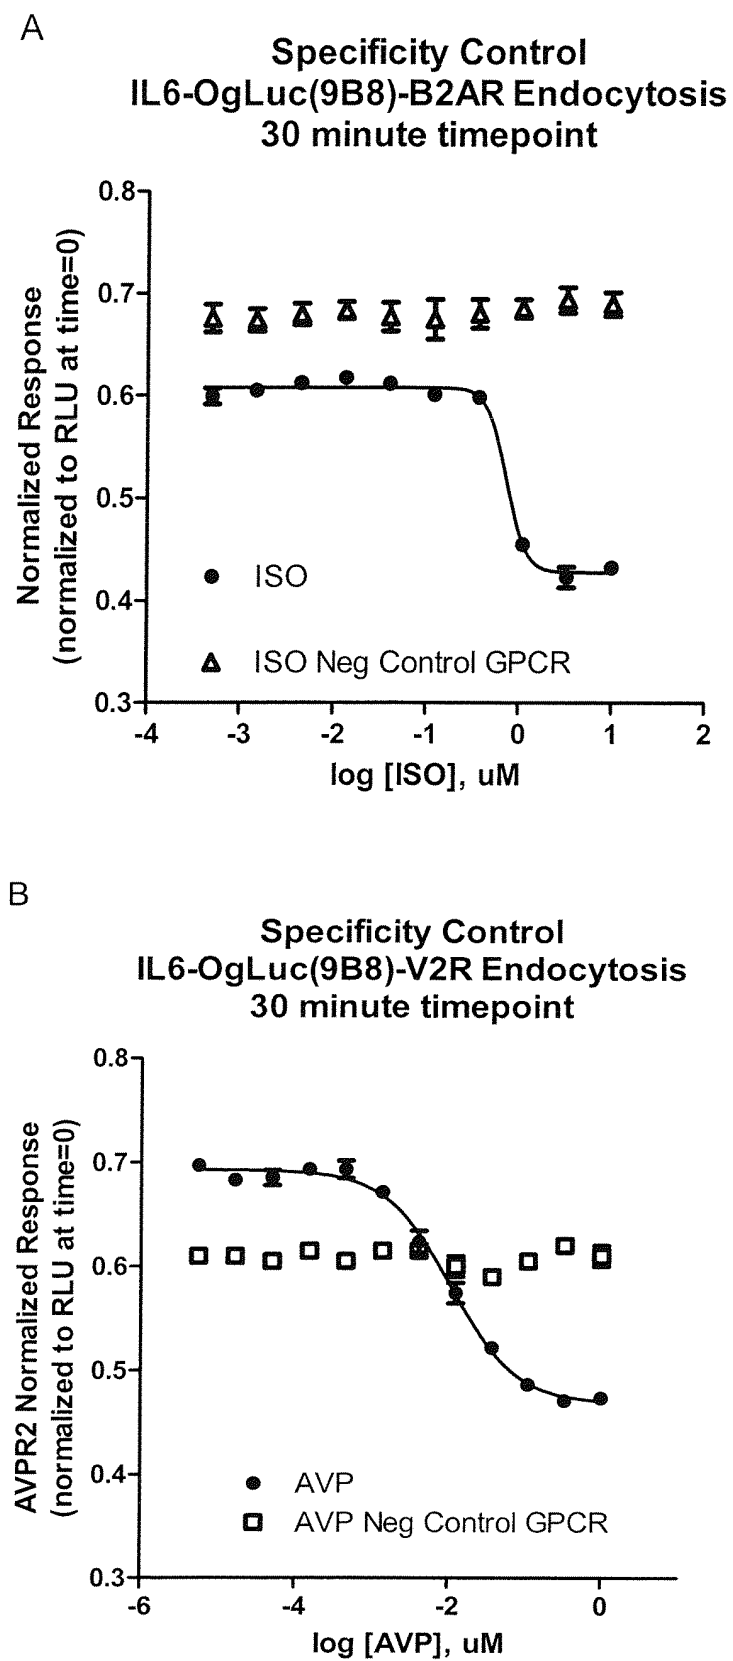 A
Specificity Control
IL6-OgLuc(9B8)-B2AR Endocytosis
30 minute timepoint
Normalized Response
(normalized to RLU at time=0)
0.8
0.7
0.6
0.5
0.4
0.3
ISO
ISO Neg Control GPCR
-4 -3 -2 -1 0 1 2
log [ISO], uM
B
Specificity Control
IL6-OgLuc(9B8)-V2R Endocytosis
30 minute timepoint
AVPR2 Normalized Response
(normalized to RLU at time=0)
0.8
0.7
0.6
0.5
0.4
0.3
AVP
AVP Neg Control GPCR
-6 -4 -2 0
log [AVP], uM